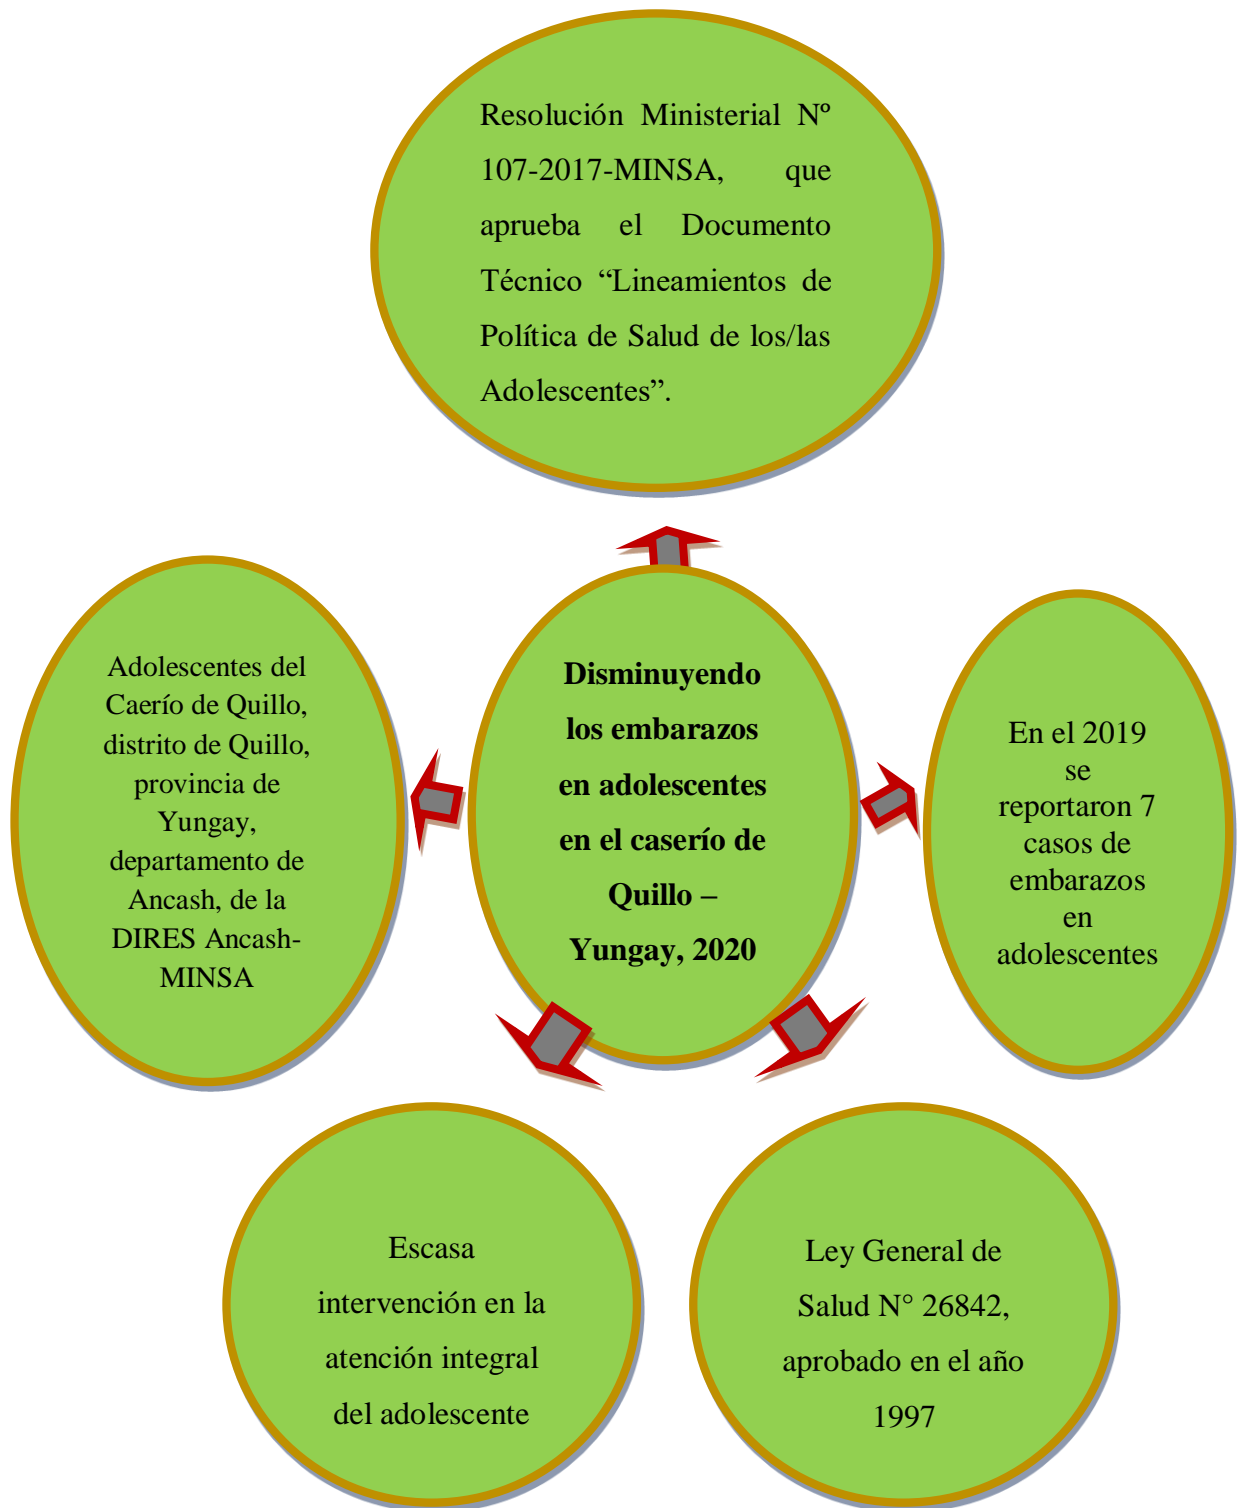 Resolución Ministerial Nº
107-2017-MINSA, que
aprueba el Documento
Técnico “Lineamientos de
Política de Salud de los/las
Adolescentes”.
Adolescentes del
Caerío de Quillo,
distrito de Quillo,
provincia de
Yungay,
departamento de
Ancash, de la
DIRES Ancash-
MINSA
Disminuyendo
los embarazos
en adolescentes
en el caserío de
Quillo –
Yungay, 2020
En el 2019
se
reportaron 7
casos de
embarazos
en
adolescentes
Escasa
intervención en la
atención integral
del adolescente
Ley General de
Salud N° 26842,
aprobado en el año
1997